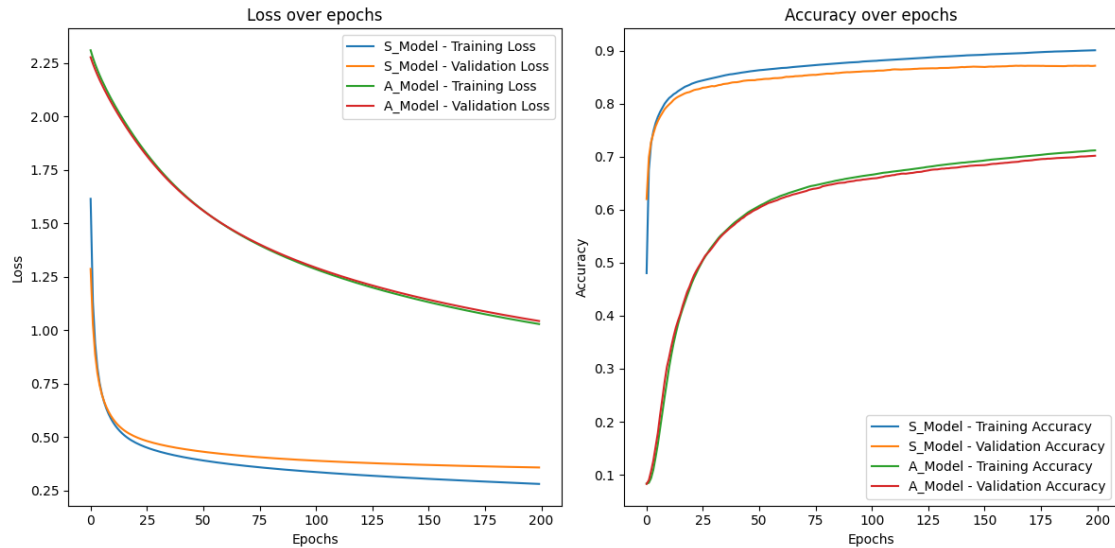 Loss over epochs
S_Model - Training Loss
S_Model - Validation Loss
A_Model - Training Loss
A_Model - Validation Loss
2.25
2.00
1.75
1.50
1.25
1.00
0.75
0.50
0.25
Loss
0 25 50 75 100 125 150 175 200
Epochs
Accuracy over epochs
0.9
0.8
0.7
0.6
0.5
0.4
0.3
0.2
0.1
Accuracy
S_Model - Training Accuracy
S_Model - Validation Accuracy
A_Model - Training Accuracy
A_Model - Validation Accuracy
0 25 50 75 100 125 150 175 200
Epochs